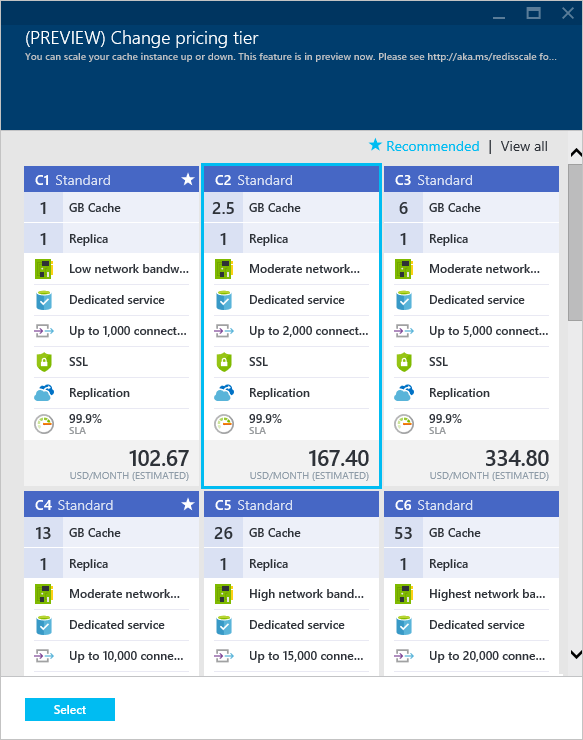 (PREVIEW) Change pricing tier
You can scale your cache instance up or down. This feature is in preview now. Please see http://aka.ms/redisscale fo...
Recommended | View all
C1 Standard
1 GB Cache
1 Replica
Low network bandw...
Dedicated service
Up to 1,000 connect...
SSL
Replication
99.9%
SLA
102.67
USD/MONTH (ESTIMATED)
C2 Standard
2.5 GB Cache
1 Replica
Moderate network...
Dedicated service
Up to 2,000 connect...
SSL
Replication
99.9%
SLA
167.40
USD/MONTH (ESTIMATED)
C3 Standard
6 GB Cache
1 Replica
Moderate network...
Dedicated service
Up to 5,000 connect...
SSL
Replication
99.9%
SLA
334.80
USD/MONTH (ESTIMATED)
C4 Standard
13 GB Cache
1 Replica
Moderate network...
Dedicated service
Up to 10,000 conne...
C5 Standard
26 GB Cache
1 Replica
High network band...
Dedicated service
Up to 15,000 conne...
C6 Standard
53 GB Cache
1 Replica
Highest network ba...
Dedicated service
Up to 20,000 conne...
Select